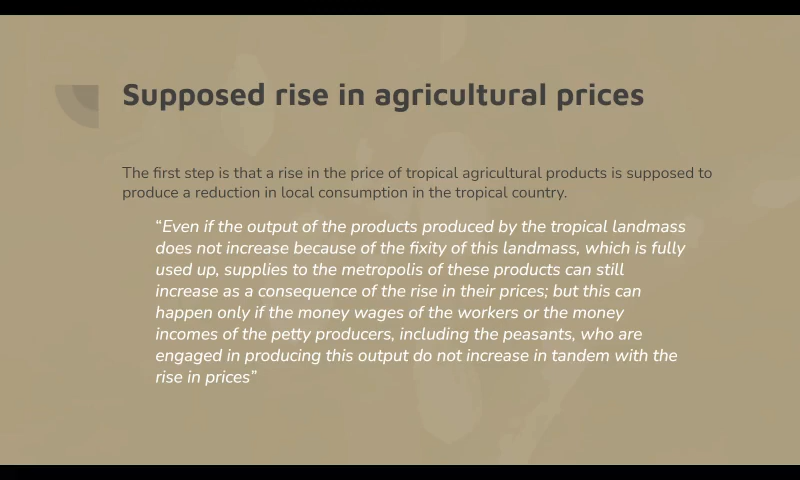 Supposed rise in agricultural prices
The first step is that a rise in the price of tropical agricultural products is supposed to
produce a reduction in local consumption in the tropical country.
“Even if the output of the products produced by the tropical landmass
does not increase because of the fixity of this landmass, which is fully
used up, supplies to the metropolis of these products can still
increase as a consequence of the rise in their prices; but this can
happen only if the money wages of the workers or the money
incomes of the petty producers, including the peasants, who are
engaged in producing this output do not increase in tandem with the
rise in prices”